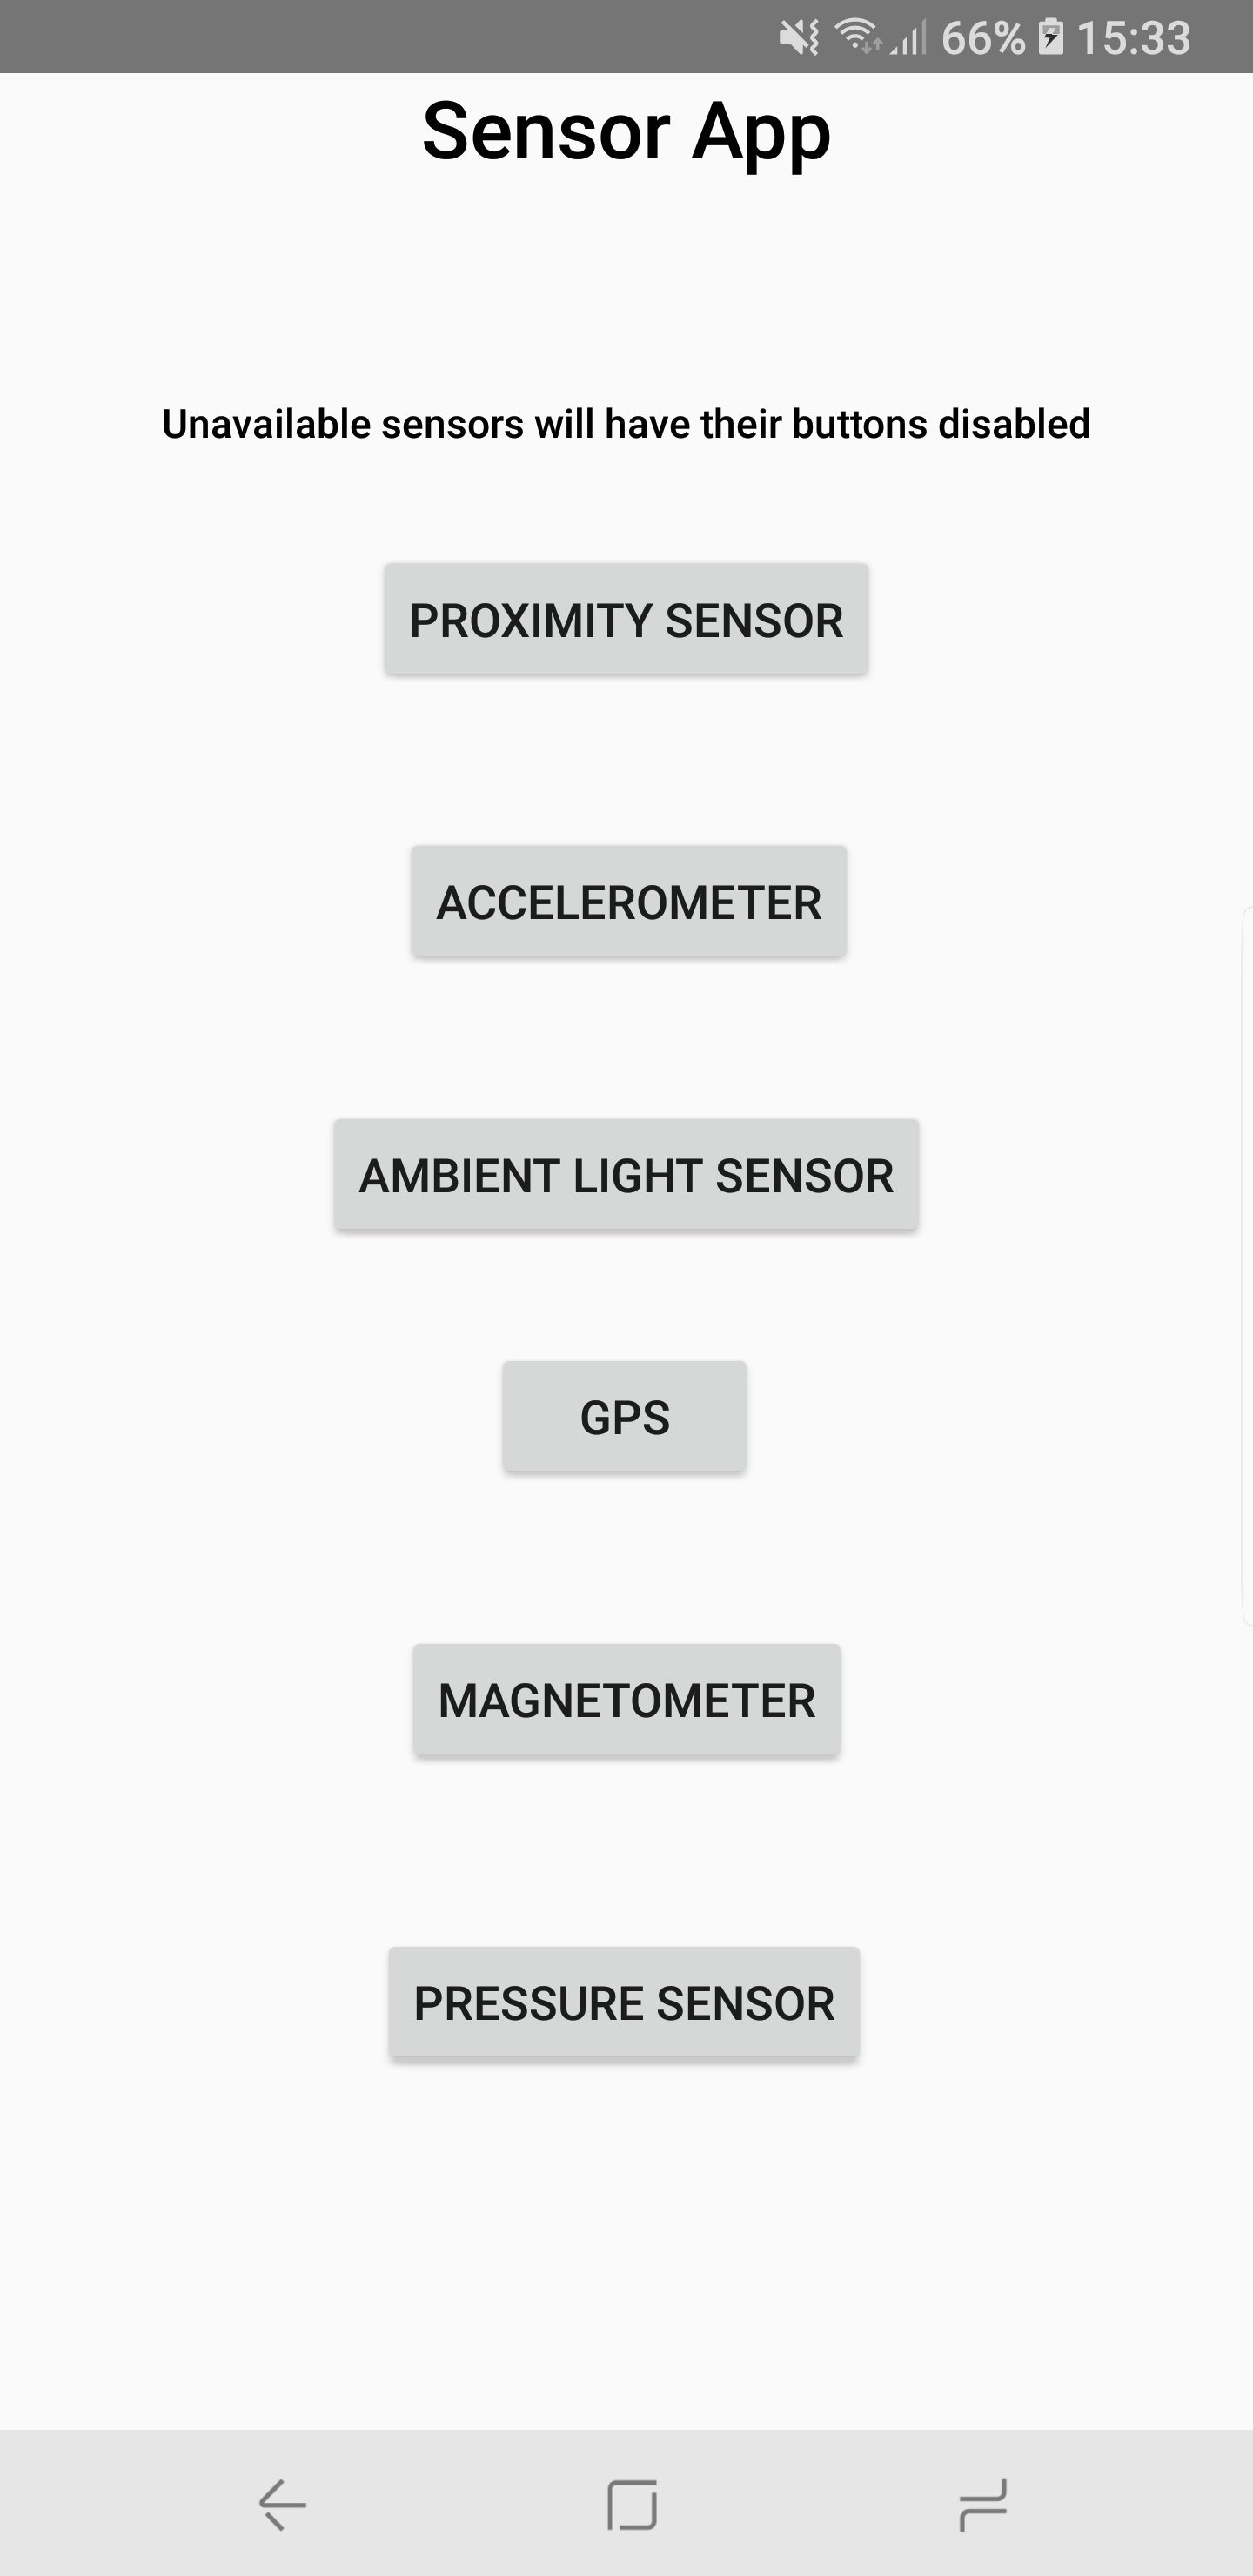 66% 15:33
Sensor App
Unavailable sensors will have their buttons disabled
PROXIMITY SENSOR
ACCELEROMETER
AMBIENT LIGHT SENSOR
GPS
MAGNETOMETER
PRESSURE SENSOR